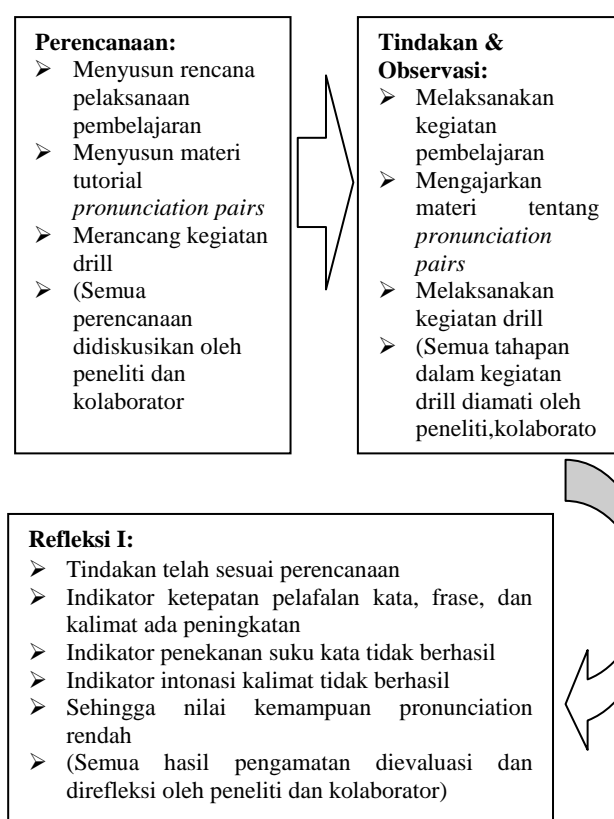 Perencanaan:
➢ Menyusun rencana
pelaksanaan
pembelajaran
➢ Menyusun materi
tutorial
pronunciation pairs
➢ Merancang kegiatan
drill
➢ (Semua
perencanaan
didiskusikan oleh
peneliti dan
kolaborator
Tindakan &
Observasi:
➢ Melaksanakan
kegiatan
pembelajaran
➢ Mengajarkan
materi tentang
pronunciation
pairs
➢ Melaksanakan
kegiatan drill
➢ (Semua tahapan
dalam kegiatan
drill diamati oleh
peneliti,kolaborato
Refleksi I:
➢ Tindakan telah sesuai perencanaan
➢ Indikator ketepatan pelafalan kata, frase, dan
kalimat ada peningkatan
➢ Indikator penekanan suku kata tidak berhasil
➢ Indikator intonasi kalimat tidak berhasil
➢ Sehingga nilai kemampuan pronunciation
rendah
➢ (Semua hasil pengamatan dievaluasi dan
direfleksi oleh peneliti dan kolaborator)